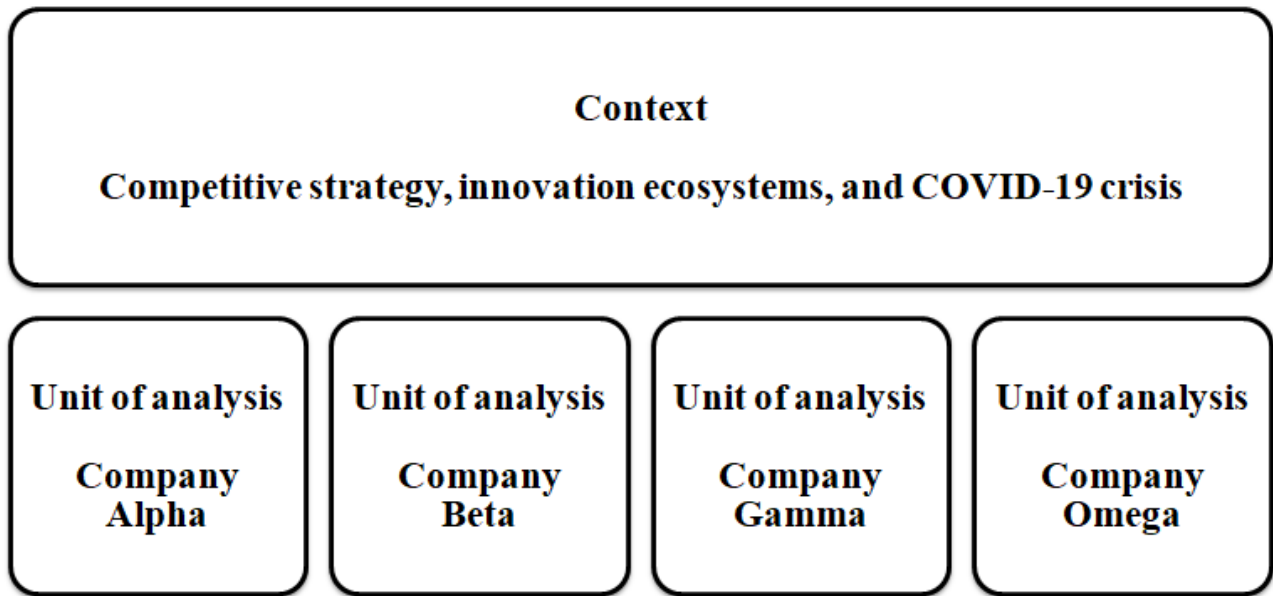 Context
Competitive strategy, innovation ecosystems, and COVID-19 crisis
Unit of analysis
Company
Alpha
Unit of analysis
Company
Beta
Unit of analysis
Company
Gamma
Unit of analysis
Company
Omega